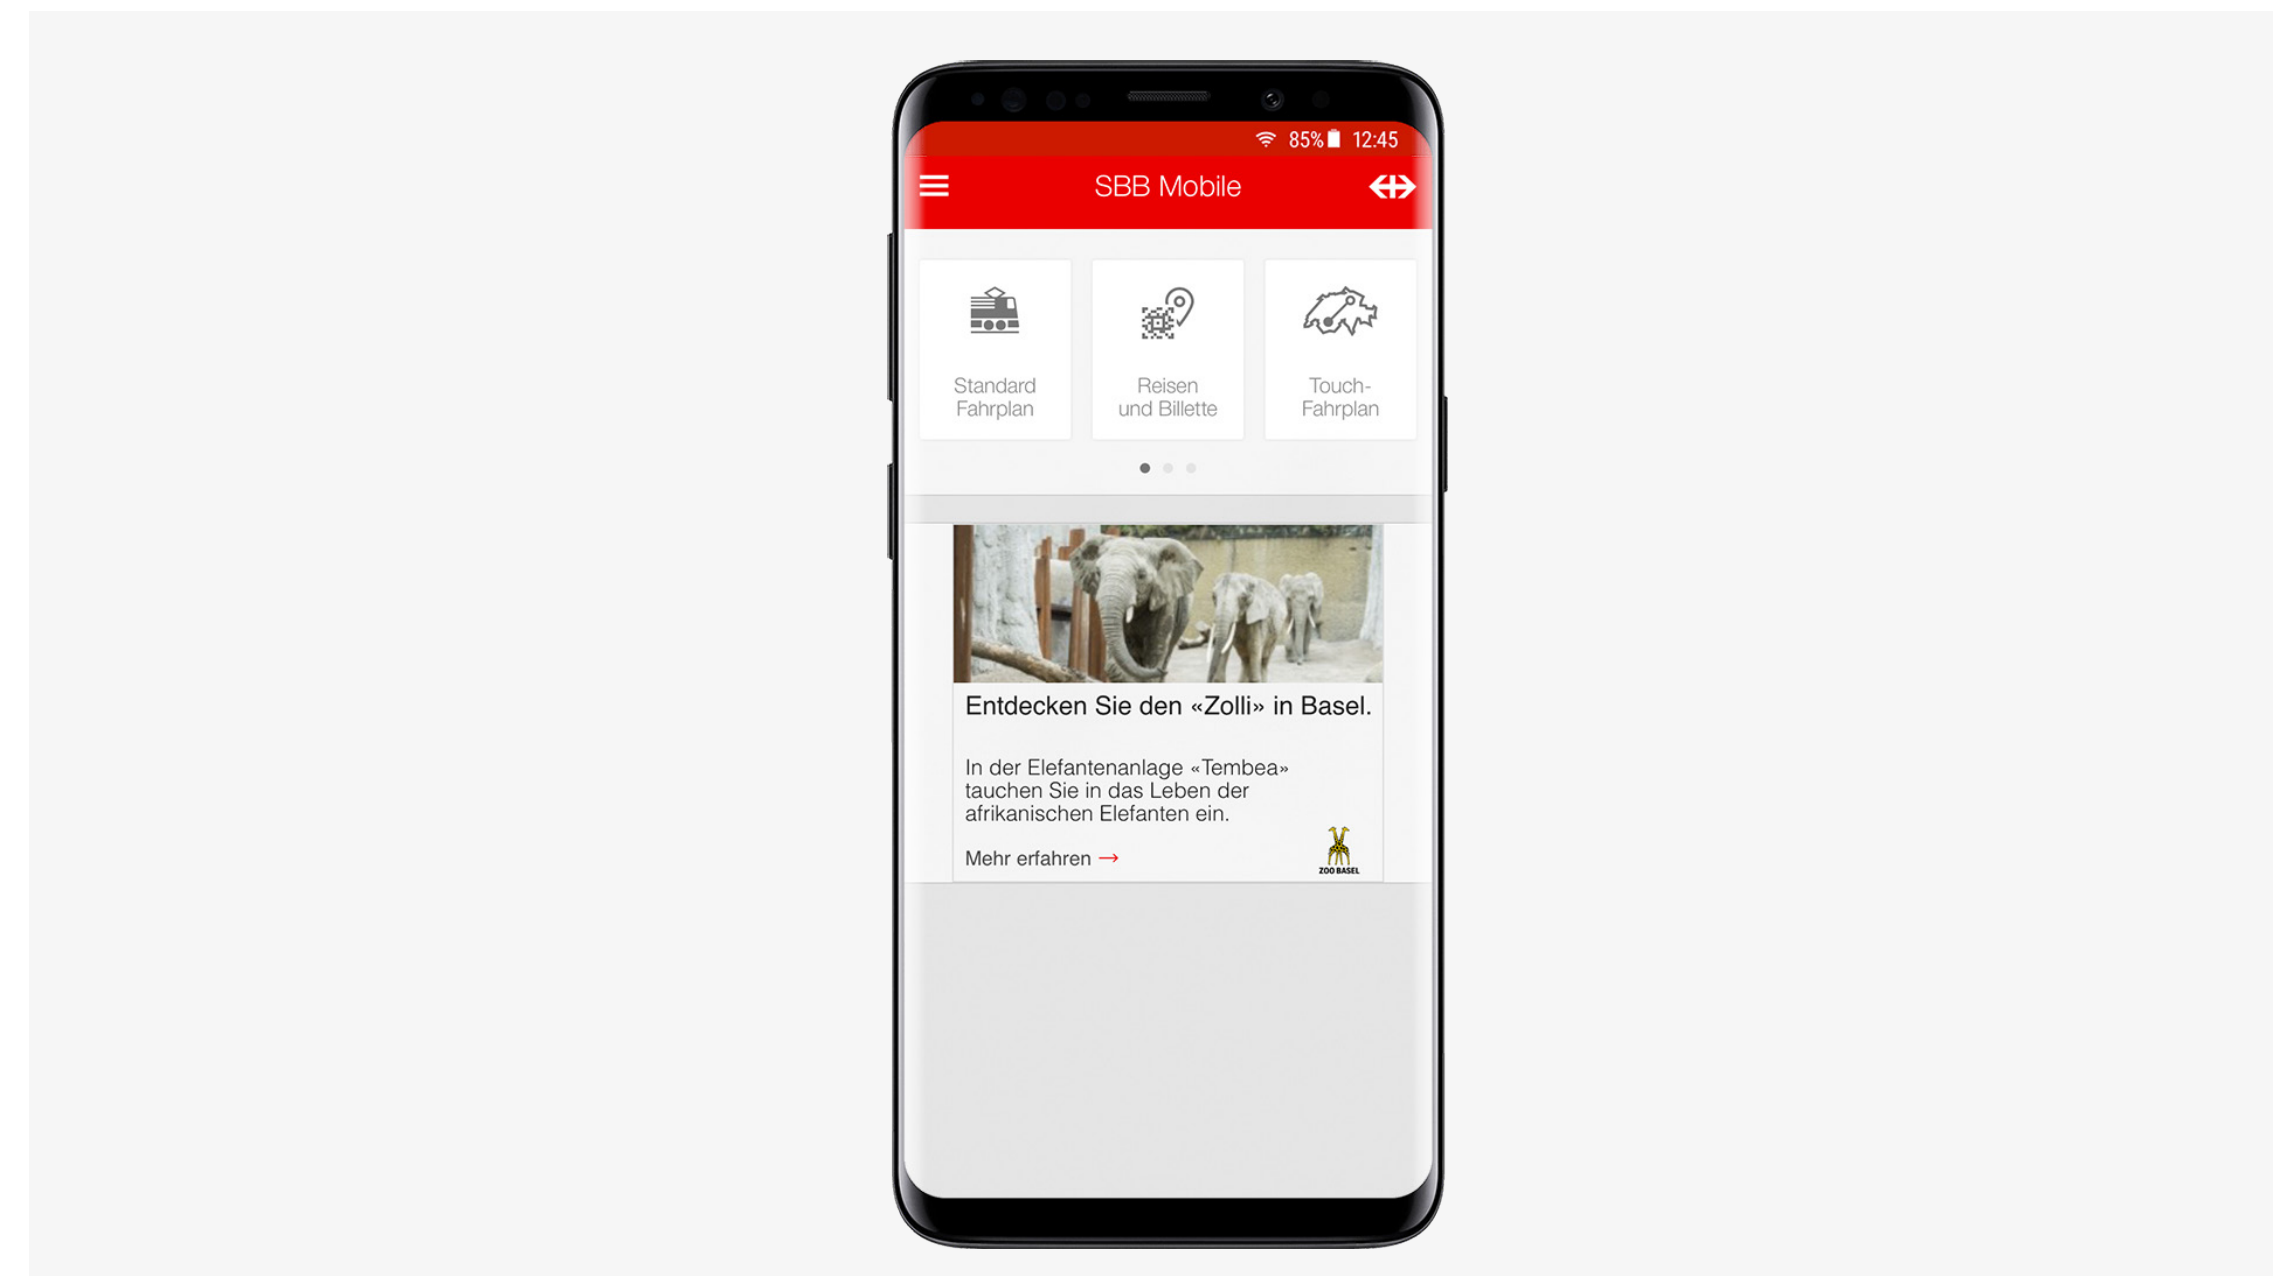 85% 12:45
SBB Mobile
Standard
Fahrplan
Reisen
und Billette
Touch-
Fahrplan
Entdecken Sie den «Zolli» in Basel.
In der Elefantenanlage «Tembea»
tauchen Sie in das Leben der
afrikanischen Elefanten ein.
Mehr erfahren →
ZOO BASEL